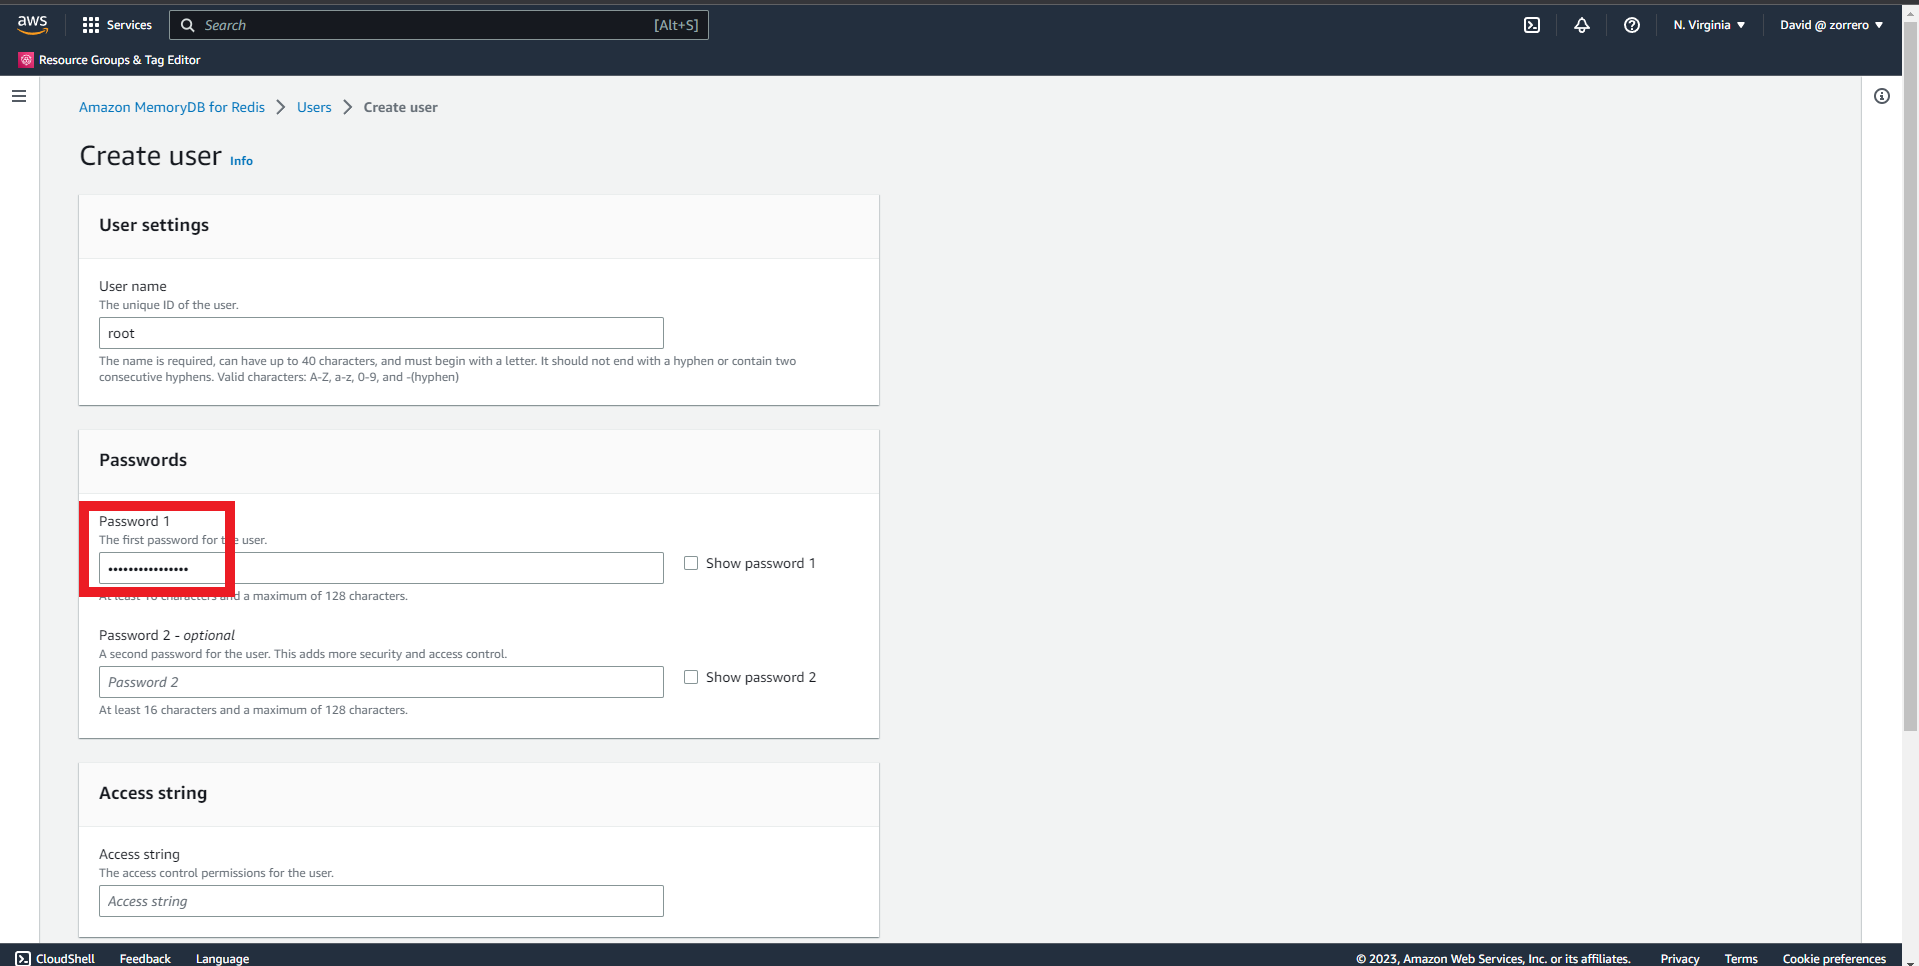 aws
Services
Search
[Alt+S]
N. Virginia
David @ zorrero
Resource Groups & Tag Editor
Amazon MemoryDB for Redis > Users > Create user
Create user Info
User settings
User name
The unique ID of the user.
root
The name is required, can have up to 40 characters, and must begin with a letter. It should not end with a hyphen or contain two
consecutive hyphens. Valid characters: A-Z, a-z, 0-9, and -(hyphen)
Passwords
Password 1
The first password for the user.
••••••••••••••••
Show password 1
At least 16 characters and a maximum of 128 characters.
Password 2 - optional
A second password for the user. This adds more security and access control.
Password 2
Show password 2
At least 16 characters and a maximum of 128 characters.
Access string
Access string
The access control permissions for the user.
Access string
CloudShell
Feedback
Language
© 2023, Amazon Web Services, Inc. or its affiliates.
Privacy
Terms
Cookie preferences